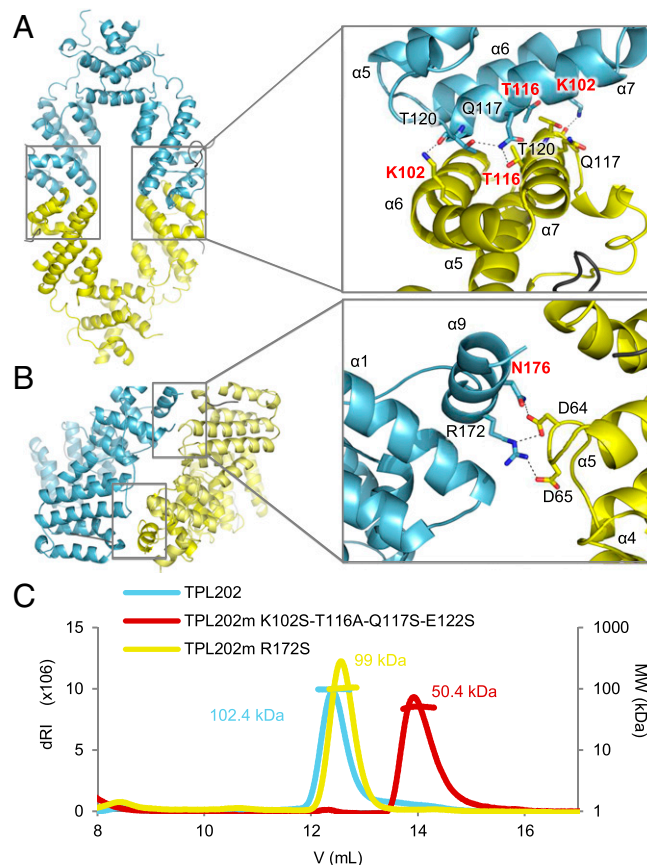 A
α6
α5
T116
K102
α7
T120
Q117
T120
Q117
K102
T116
α6
α7
α5
α9
α1
B
N176
D64
R172
α5
D65
α4
C
TPL202
TPL202m K102S-T116A-Q117S-E122S
TPL202m R172S
15
1000
99 kDa
50.4 kDa
10
100
102.4 kDa
dRI (x106)
MW (kDa)
5
10
0
1
8
10
12
14
16
V (mL)